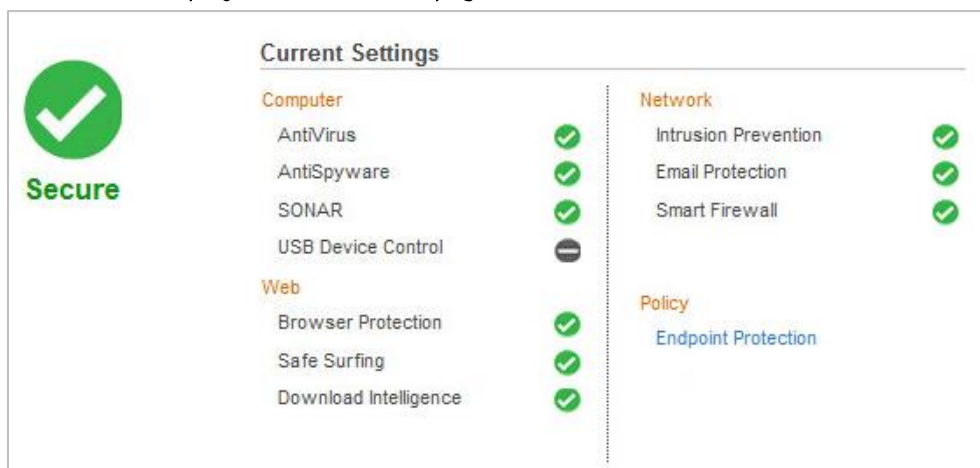 Secure
Current Settings
Computer
AntiVirus
AntiSpyware
SONAR
USB Device Control
Web
Browser Protection
Safe Surfing
Download Intelligence
Network
Intrusion Prevention
Email Protection
Smart Firewall
Policy
Endpoint Protection